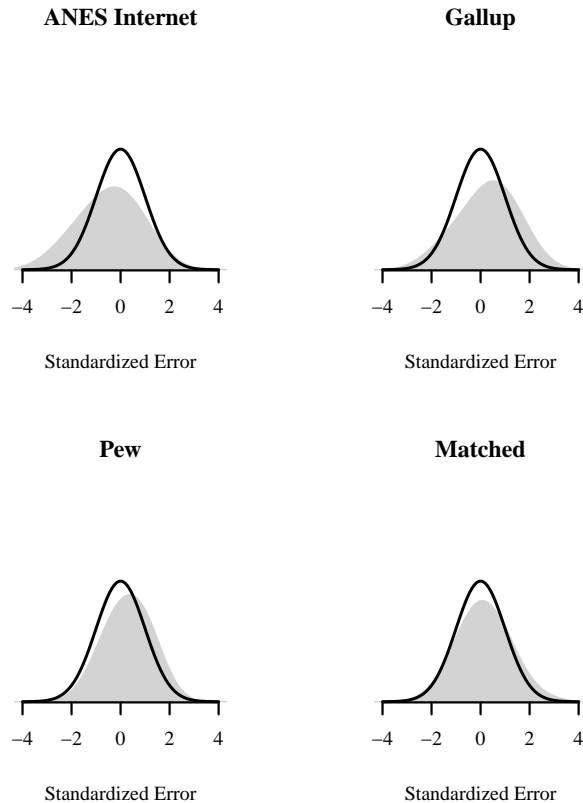 ANES Internet
−4 −2 0 2 4
Standardized Error
Gallup
−4 −2 0 2 4
Standardized Error
Pew
−4 −2 0 2 4
Standardized Error
Matched
−4 −2 0 2 4
Standardized Error